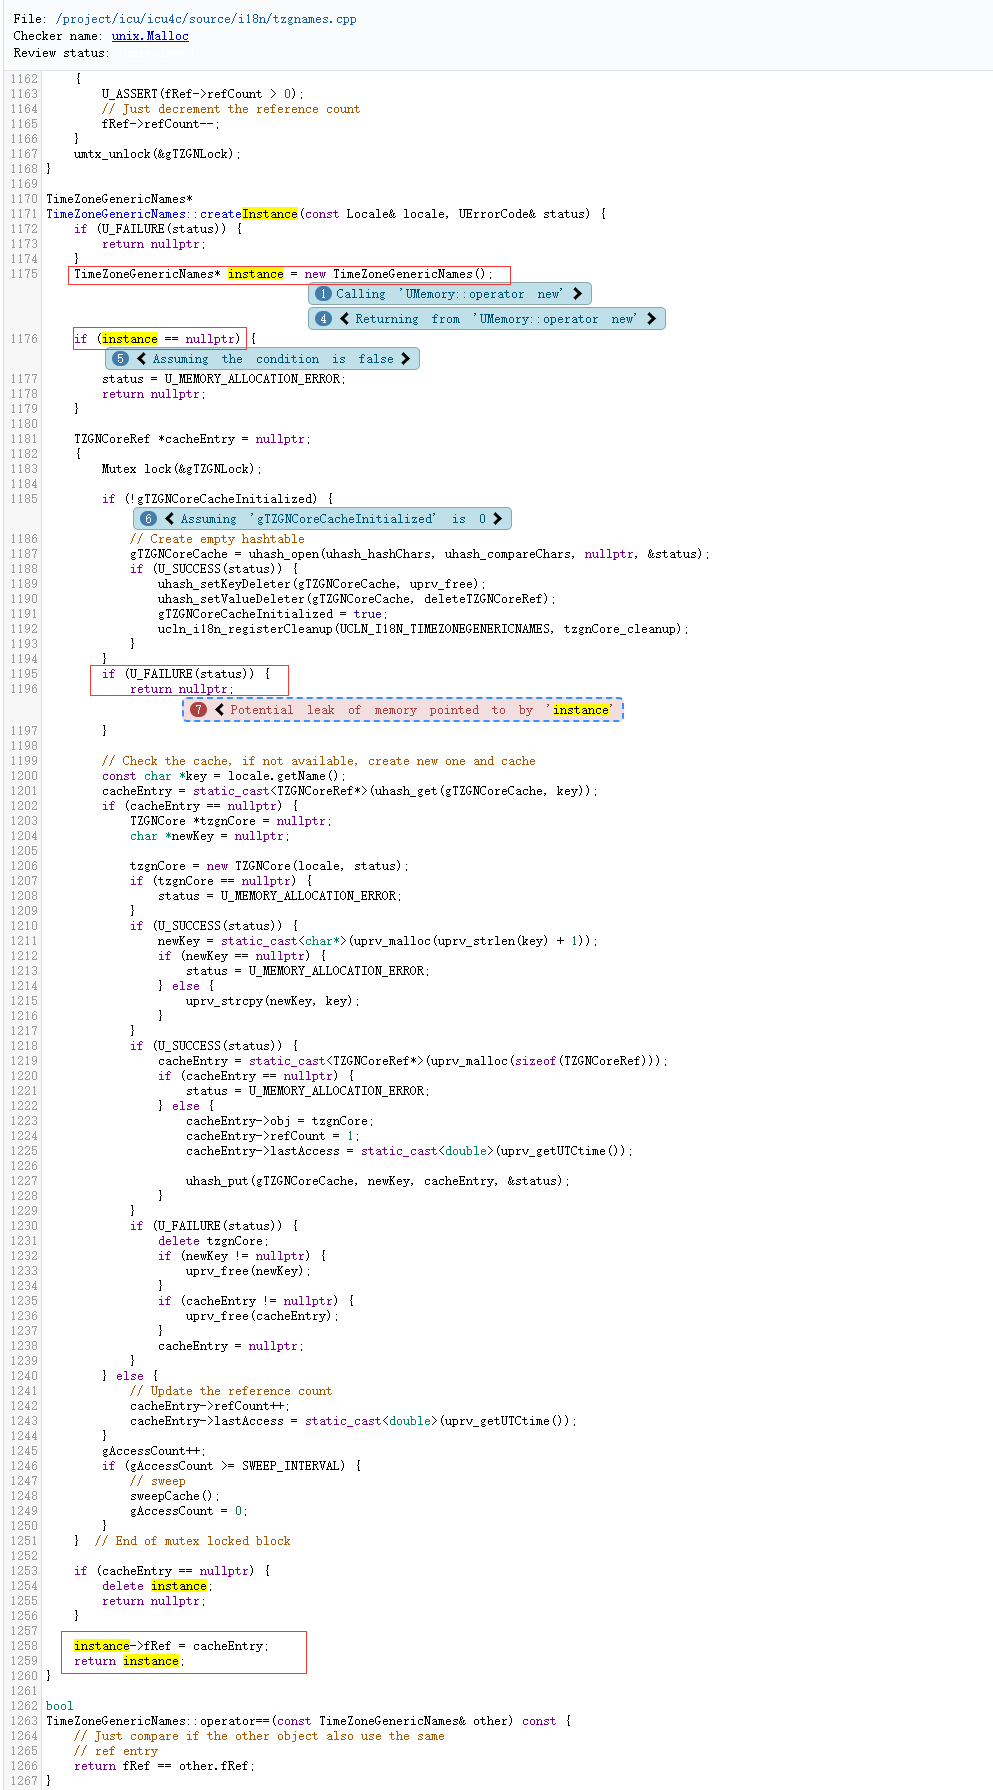 File: /project/icu/icu4c/source/i18n/tzgnames.cpp
Checker name: unix.Malloc
Review status:
1162     {
1163         U_ASSERT(fRef->refCount > 0);
1164         // Just decrement the reference count
1165         fRef->refCount--;
1166     }
1167     umtx_unlock(&gTZGNLock);
1168 }
1169
1170 TimeZoneGenericNames*
1171 TimeZoneGenericNames::createInstance(const Locale& locale, UErrorCode& status) {
1172     if (U_FAILURE(status)) {
1173         return nullptr;
1174     }
1175     TimeZoneGenericNames* instance = new TimeZoneGenericNames();
1 Calling 'UMemory::operator new' >
4 < Returning from 'UMemory::operator new' >
1176     if (instance == nullptr) {
5 < Assuming the condition is false >
1177         status = U_MEMORY_ALLOCATION_ERROR;
1178         return nullptr;
1179     }
1180
1181     TZGNCoreRef *cacheEntry = nullptr;
1182     {
1183         Mutex lock(&gTZGNLock);
1184
1185         if (!gTZGNCoreCacheInitialized) {
6 < Assuming 'gTZGNCoreCacheInitialized' is 0 >
1186             // Create empty hashtable
1187             gTZGNCoreCache = uhash_open(uhash_hashChars, uhash_compareChars, nullptr, &status);
1188             if (U_SUCCESS(status)) {
1189                 uhash_setKeyDeleter(gTZGNCoreCache, uprv_free);
1190                 uhash_setValueDeleter(gTZGNCoreCache, deleteTZGNCoreRef);
1191                 gTZGNCoreCacheInitialized = true;
1192                 ucln_i18n_registerCleanup(UCLN_I18N_TIMEZONEGENERICNAMES, tzgnCore_cleanup);
1193             }
1194         }
1195         if (U_FAILURE(status)) {
1196             return nullptr;
7 < Potential leak of memory pointed to by 'instance'
1197         }
1198
1199         // Check the cache, if not available, create new one and cache
1200         const char *key = locale.getName();
1201         cacheEntry = static_cast<TZGNCoreRef*>(uhash_get(gTZGNCoreCache, key));
1202         if (cacheEntry == nullptr) {
1203             TZGNCore *tzgnCore = nullptr;
1204             char *newKey = nullptr;
1205
1206             tzgnCore = new TZGNCore(locale, status);
1207             if (tzgnCore == nullptr) {
1208                 status = U_MEMORY_ALLOCATION_ERROR;
1209             }
1210             if (U_SUCCESS(status)) {
1211                 newKey = static_cast<char*>(uprv_malloc(uprv_strlen(key) + 1));
1212                 if (newKey == nullptr) {
1213                     status = U_MEMORY_ALLOCATION_ERROR;
1214                 } else {
1215                     uprv_strcpy(newKey, key);
1216                 }
1217             }
1218             if (U_SUCCESS(status)) {
1219                 cacheEntry = static_cast<TZGNCoreRef*>(uprv_malloc(sizeof(TZGNCoreRef)));
1220                 if (cacheEntry == nullptr) {
1221                     status = U_MEMORY_ALLOCATION_ERROR;
1222                 } else {
1223                     cacheEntry->obj = tzgnCore;
1224                     cacheEntry->refCount = 1;
1225                     cacheEntry->lastAccess = static_cast<double>(uprv_getUTCtime());
1226
1227                     uhash_put(gTZGNCoreCache, newKey, cacheEntry, &status);
1228                 }
1229             }
1230             if (U_FAILURE(status)) {
1231                 delete tzgnCore;
1232                 if (newKey != nullptr) {
1233                     uprv_free(newKey);
1234                 }
1235                 if (cacheEntry != nullptr) {
1236                     uprv_free(cacheEntry);
1237                 }
1238                 cacheEntry = nullptr;
1239             }
1240         } else {
1241             // Update the reference count
1242             cacheEntry->refCount++;
1243             cacheEntry->lastAccess = static_cast<double>(uprv_getUTCtime());
1244         }
1245         gAccessCount++;
1246         if (gAccessCount >= SWEEP_INTERVAL) {
1247             // sweep
1248             sweepCache();
1249             gAccessCount = 0;
1250         }
1251     }  // End of mutex locked block
1252
1253     if (cacheEntry == nullptr) {
1254         delete instance;
1255         return nullptr;
1256     }
1257
1258     instance->fRef = cacheEntry;
1259     return instance;
1260 }
1261
1262 bool
1263 TimeZoneGenericNames::operator==(const TimeZoneGenericNames& other) const {
1264     // Just compare if the other object also use the same
1265     // ref entry
1266     return fRef == other.fRef;
1267 }